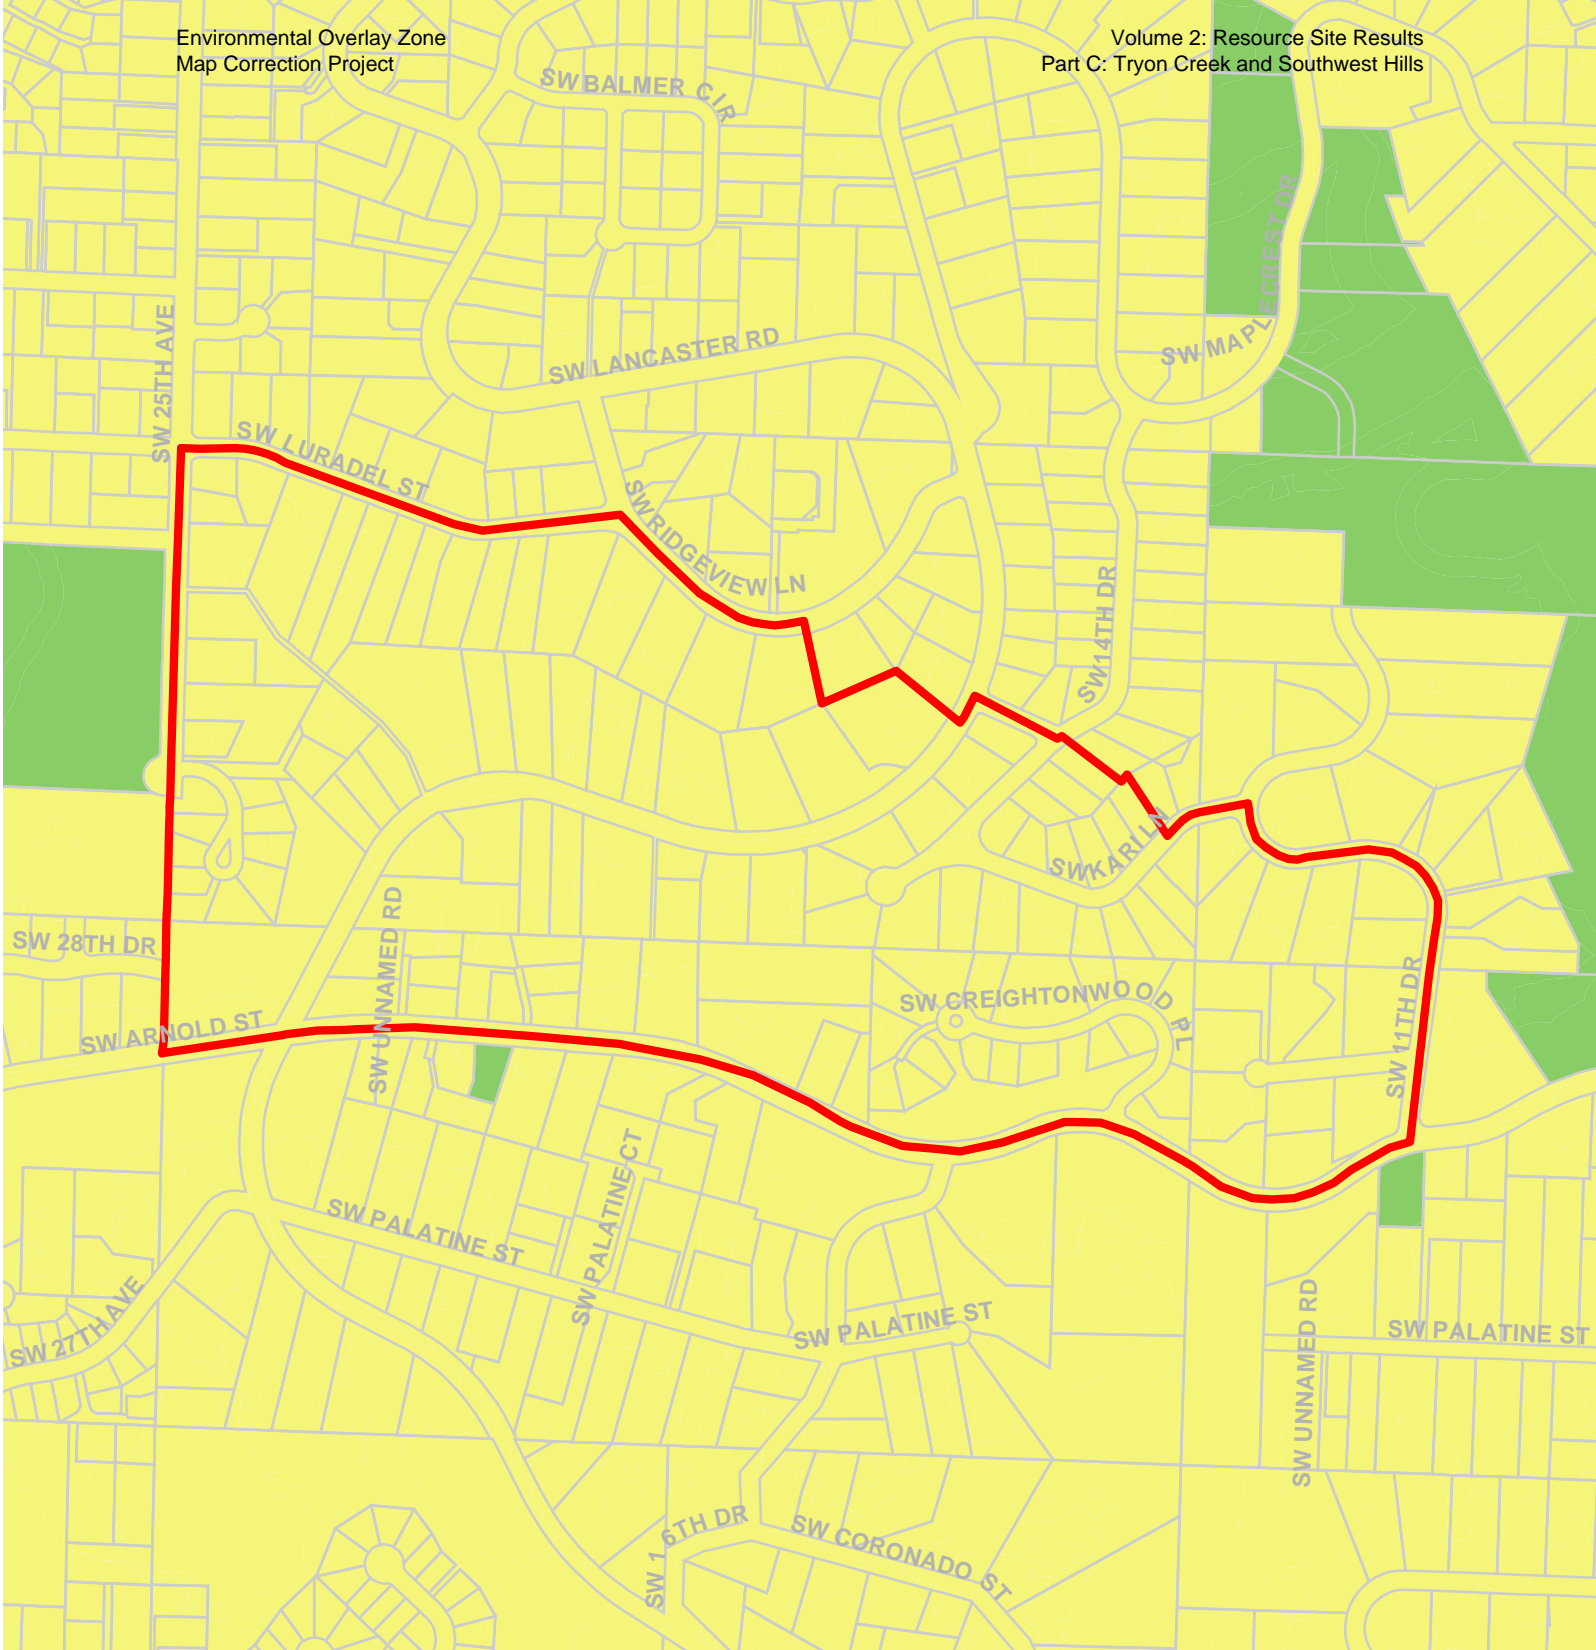 Environmental Overlay Zone
Map Correction Project
Volume 2: Resource Site Results
Part C: Tryon Creek and Southwest Hills
SW BALMER CIR
SW MAPLECREST DR
SW LANCASTER RD
SW 25TH AVE
SW LURADEL ST
SW RIDGEVIEW LN
SW 14TH DR
SW KARI LN
SW 28TH DR
SW UNNAMED RD
SW ARNOLD ST
SW CREIGHTONWOOD PL
SW 11TH DR
SW PALATINE CT
SW PALATINE ST
SW 27TH AVE
SW PALATINE ST
SW PALATINE ST
SW UNNAMED RD
SW 16TH DR
SW CORONADO ST